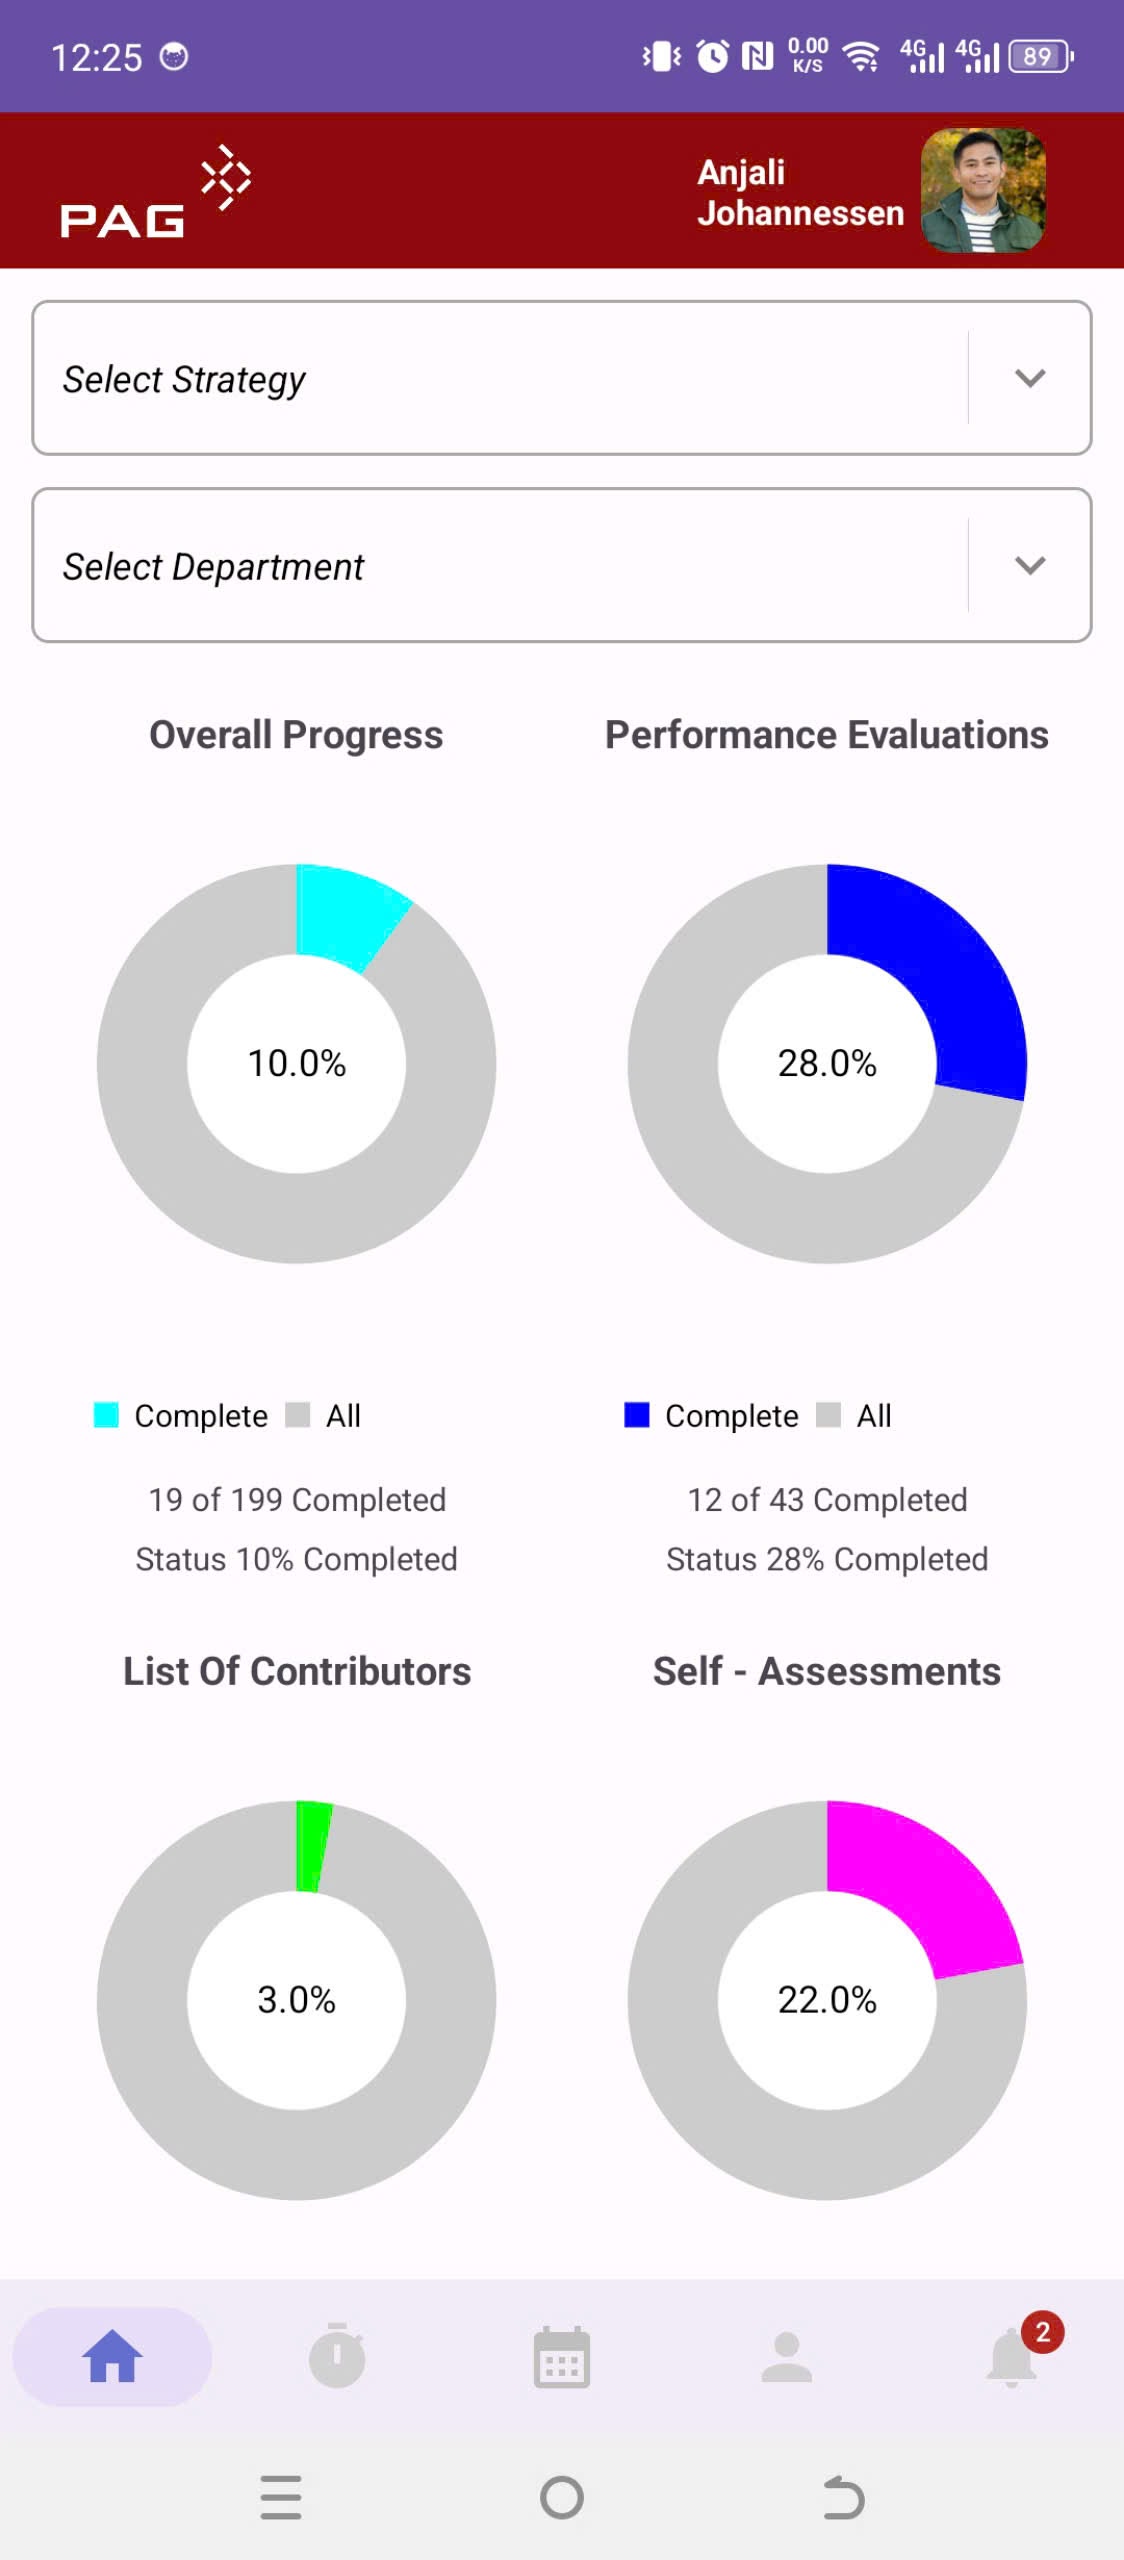 12:25
0.00
K/S
4G
4G
89
PAG
Anjali
Johannessen
Select Strategy
Select Department
Overall Progress
Performance Evaluations
10.0%
28.0%
Complete All
Complete All
19 of 199 Completed
12 of 43 Completed
Status 10% Completed
Status 28% Completed
List Of Contributors
Self - Assessments
3.0%
22.0%
2